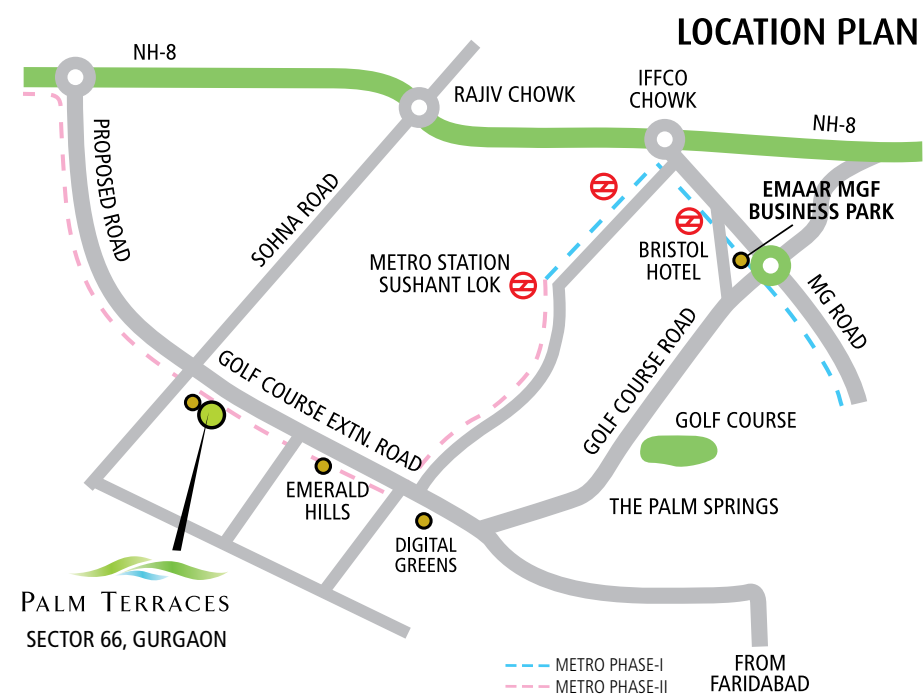 LOCATION PLAN
NH-8
RAJIV CHOWK
IFFCO
CHOWK
NH-8
PROPOSED ROAD
SOHNA ROAD
EMAAR MGF
BUSINESS PARK
METRO STATION
SUSHANT LOK
BRISTOL
HOTEL
MG ROAD
GOLF COURSE EXTN. ROAD
GOLF COURSE ROAD
GOLF COURSE
EMERALD
HILLS
THE PALM SPRINGS
DIGITAL
GREENS
PALM TERRACES
SECTOR 66, GURGAON
METRO PHASE-I
METRO PHASE-II
FROM
FARIDABAD